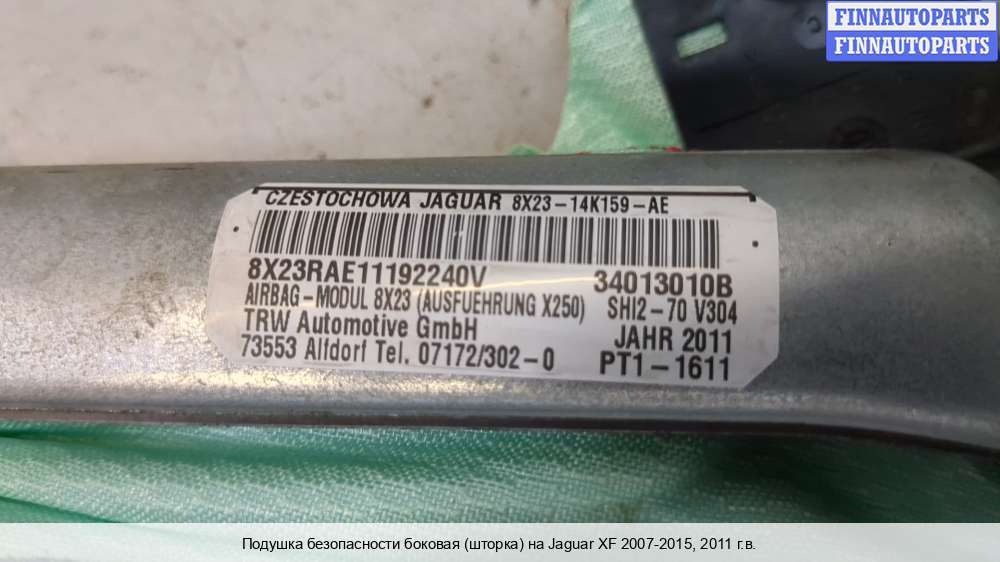 FINNAUTOPARTS
FINNAUTOPARTS
CZESTOCHOWA JAGUAR 8X23-14K159-AE
8X23RAE11192240V 34013010B
AIRBAG-MODUL 8X23 (AUSFUEHRUNG X250) SHI2-70 V304
TRW Automotive GmbH JAHR 2011
73553 Alfdorf Tel. 07172/302-0 PT1-1611
Подушка безопасности боковая (шторка) на Jaguar XF 2007-2015, 2011 г.в.